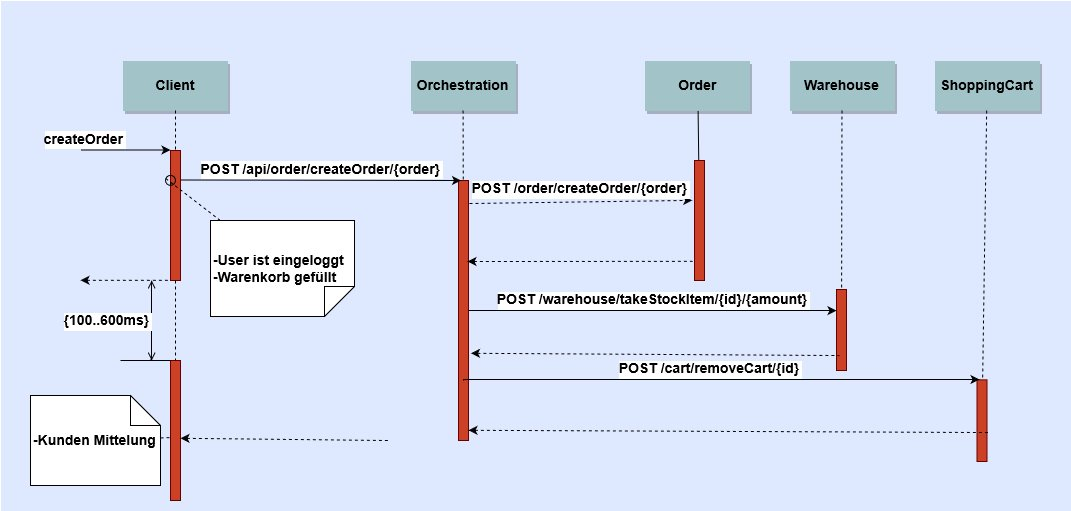 Client
Orchestration
Order
Warehouse
ShoppingCart
createOrder
POST /api/order/createOrder/{order}
POST /order/createOrder/{order}
-User ist eingeloggt
-Warenkorb gefüllt
POST /warehouse/takeStockItem/{id}/{amount}
{100..600ms}
POST /cart/removeCart/{id}
-Kunden Mittelung